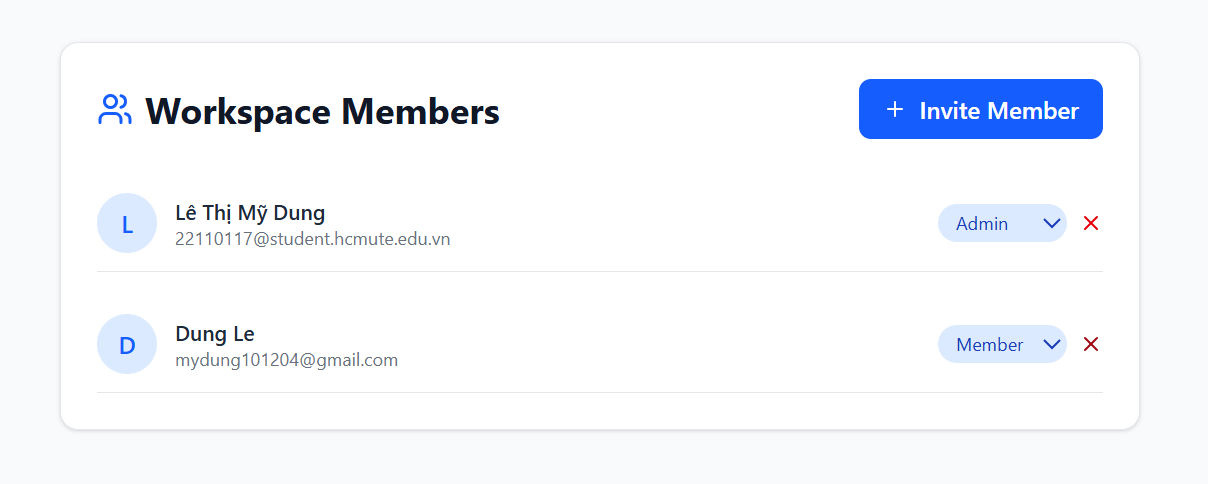 Workspace Members
+ Invite Member
L
Lê Thị Mỹ Dung
22110117@student.hcmute.edu.vn
Admin
D
Dung Le
mydung101204@gmail.com
Member